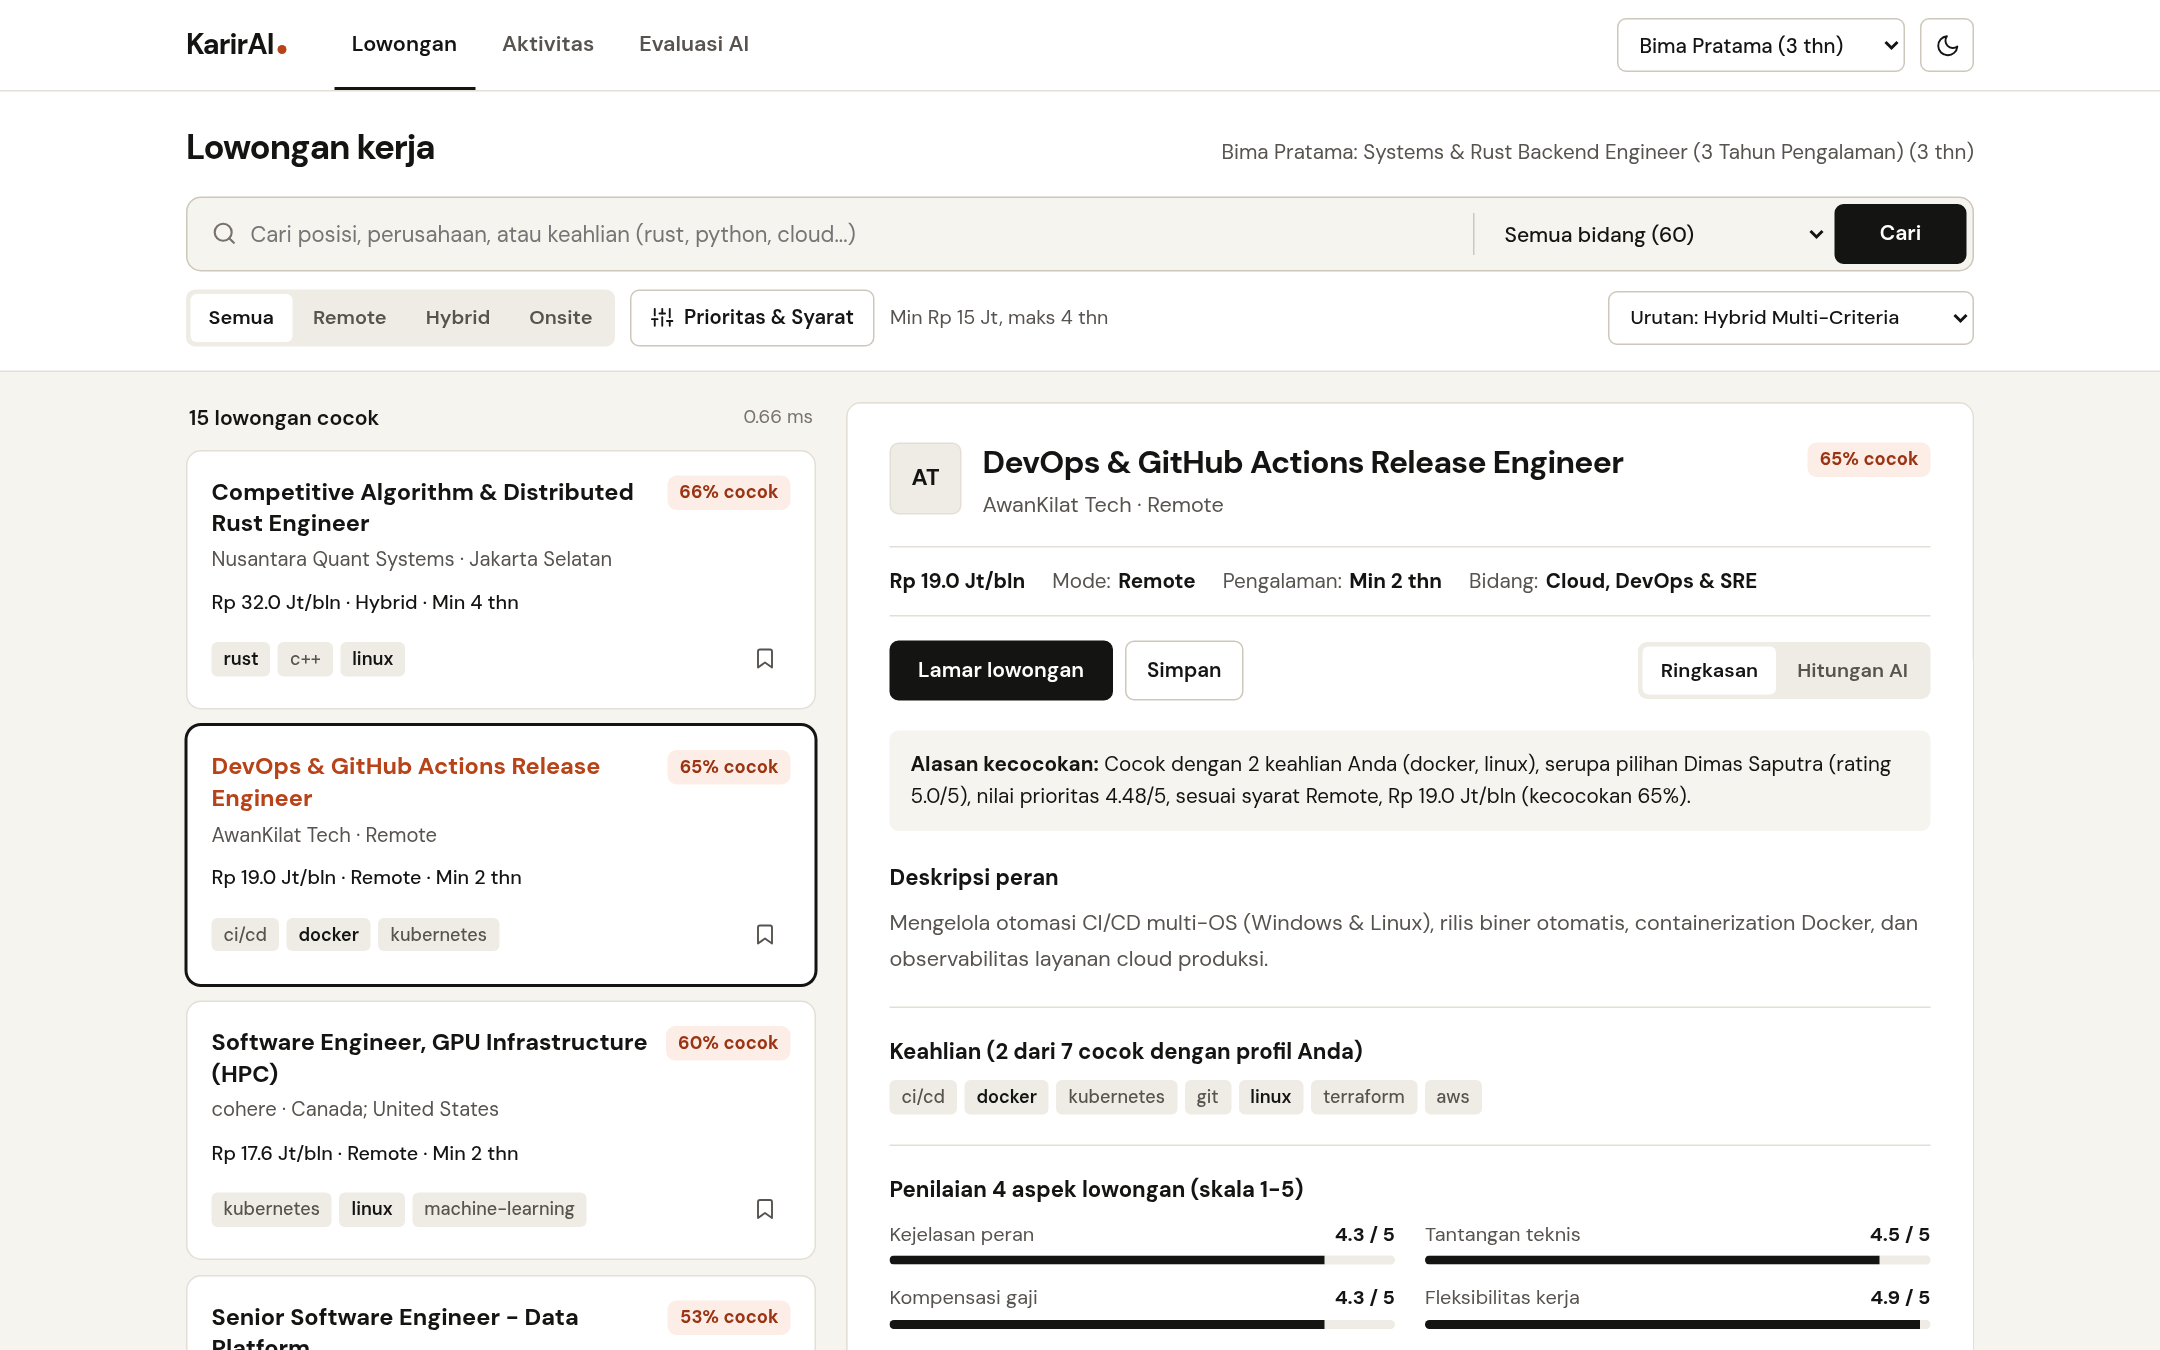 KarirAI.
Lowongan
Aktivitas
Evaluasi AI
Bima Pratama (3 thn)
Lowongan kerja
Bima Pratama: Systems & Rust Backend Engineer (3 Tahun Pengalaman) (3 thn)
Cari posisi, perusahaan, atau keahlian (rust, python, cloud...)
Semua bidang (60)
Cari
Semua
Remote
Hybrid
Onsite
Prioritas & Syarat
Min Rp 15 Jt, maks 4 thn
Urutan: Hybrid Multi-Criteria
15 lowongan cocok
0.66 ms
Competitive Algorithm & Distributed
Rust Engineer
66% cocok
Nusantara Quant Systems · Jakarta Selatan
Rp 32.0 Jt/bln · Hybrid · Min 4 thn
rust
c++
linux
DevOps & GitHub Actions Release
Engineer
65% cocok
AwanKilat Tech · Remote
Rp 19.0 Jt/bln · Remote · Min 2 thn
ci/cd
docker
kubernetes
Software Engineer, GPU Infrastructure
(HPC)
60% cocok
cohere · Canada; United States
Rp 17.6 Jt/bln · Remote · Min 2 thn
kubernetes
linux
machine-learning
Senior Software Engineer - Data
Platform
53% cocok
AT
DevOps & GitHub Actions Release Engineer
65% cocok
AwanKilat Tech · Remote
Rp 19.0 Jt/bln
Mode: Remote
Pengalaman: Min 2 thn
Bidang: Cloud, DevOps & SRE
Lamar lowongan
Simpan
Ringkasan
Hitungan AI
Alasan kecocokan: Cocok dengan 2 keahlian Anda (docker, linux), serupa pilihan Dimas Saputra (rating
5.0/5), nilai prioritas 4.48/5, sesuai syarat Remote, Rp 19.0 Jt/bln (kecocokan 65%).
Deskripsi peran
Mengelola otomasi CI/CD multi-OS (Windows & Linux), rilis biner otomatis, containerization Docker, dan
observabilitas layanan cloud produksi.
Keahlian (2 dari 7 cocok dengan profil Anda)
ci/cd
docker
kubernetes
git
linux
terraform
aws
Penilaian 4 aspek lowongan (skala 1-5)
Kejelasan peran
4.3 / 5
Tantangan teknis
4.5 / 5
Kompensasi gaji
4.3 / 5
Fleksibilitas kerja
4.9 / 5